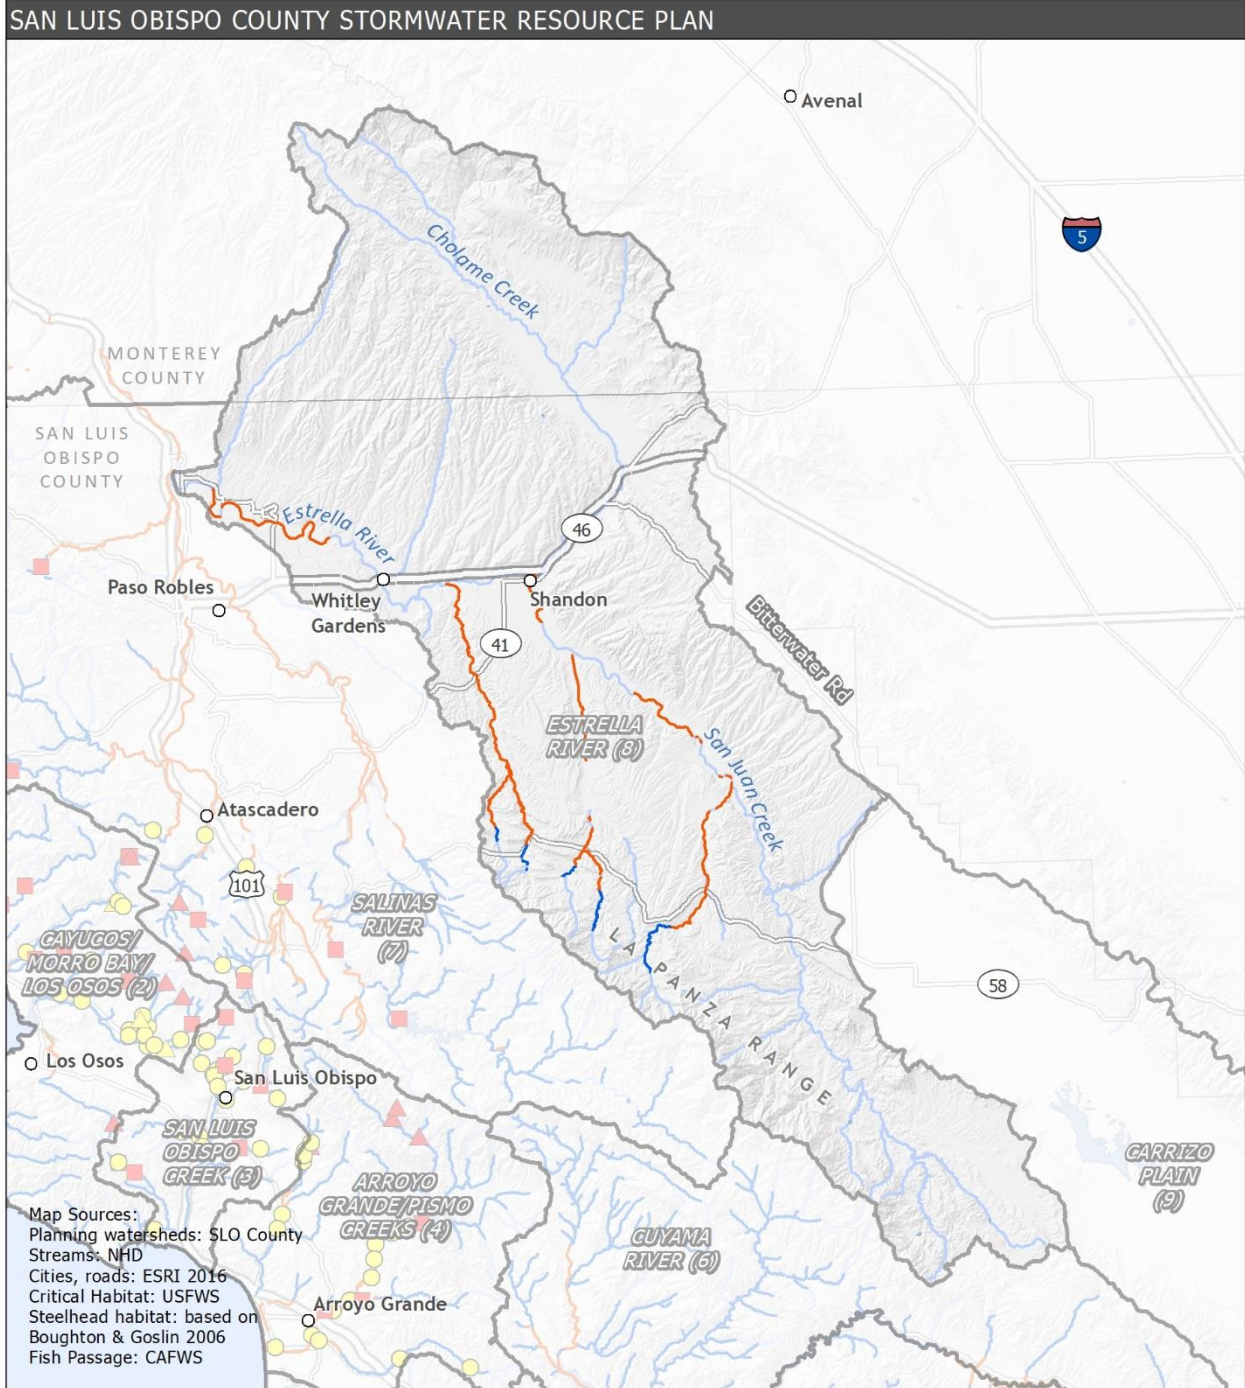 SAN LUIS OBISPO COUNTY STORMWATER RESOURCE PLAN
Avenal
5
Cholame Creek
MONTEREY
COUNTY
SAN LUIS
OBISPO
COUNTY
Estrella River
46
Paso Robles
Whitley
Gardens
Shandon
41
Bitterwater Rd
ESTRELLA
RIVER (8)
San Juan Creek
Atascadero
101
SALINAS
RIVER
(7)
CAYUCOS/
MORRO BAY/
LOS OSOS (2)
LA PANZA RANGE
58
Los Osos
San Luis Obispo
SAN LUIS
OBISPO
CREEK (3)
ARROYO
GRANDE/PISMO
CREEKS (4)
CARRIZO
PLAIN
(9)
CUYAMA
RIVER (6)
Map Sources:
Planning watersheds: SLO County
Streams: NHD
Cities, roads: ESRI 2016
Critical Habitat: USFWS
Steelhead habitat: based on
Boughton & Goslin 2006
Fish Passage: CAFWS
Arroyo Grande